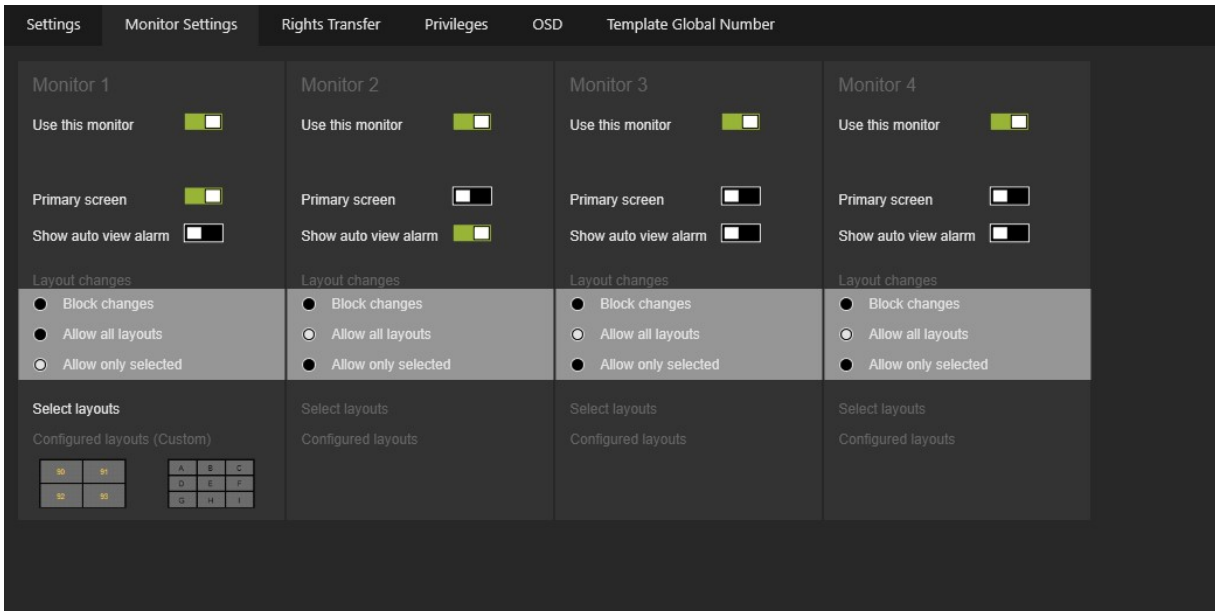 Settings Monitor Settings Rights Transfer Privileges OSD Template Global Number
Monitor 1 Monitor 2 Monitor 3 Monitor 4
Use this monitor Use this monitor Use this monitor Use this monitor
Primary screen Primary screen Primary screen Primary screen
Show auto view alarm Show auto view alarm Show auto view alarm Show auto view alarm
Layout changes Layout changes Layout changes Layout changes
Block changes Block changes Block changes Block changes
Allow all layouts Allow all layouts Allow all layouts Allow all layouts
Allow only selected Allow only selected Allow only selected Allow only selected
Select layouts Select layouts Select layouts Select layouts
Configured layouts (Custom) Configured layouts Configured layouts Configured layouts
90 91 A B C
D E F
92 93 G H I